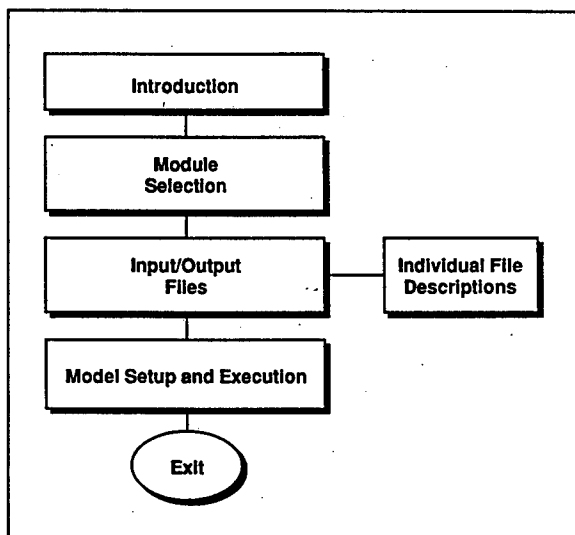 Introduction
Module
Selection
Input/Output
Files
Individual File
Descriptions
Model Setup and Execution
Exit